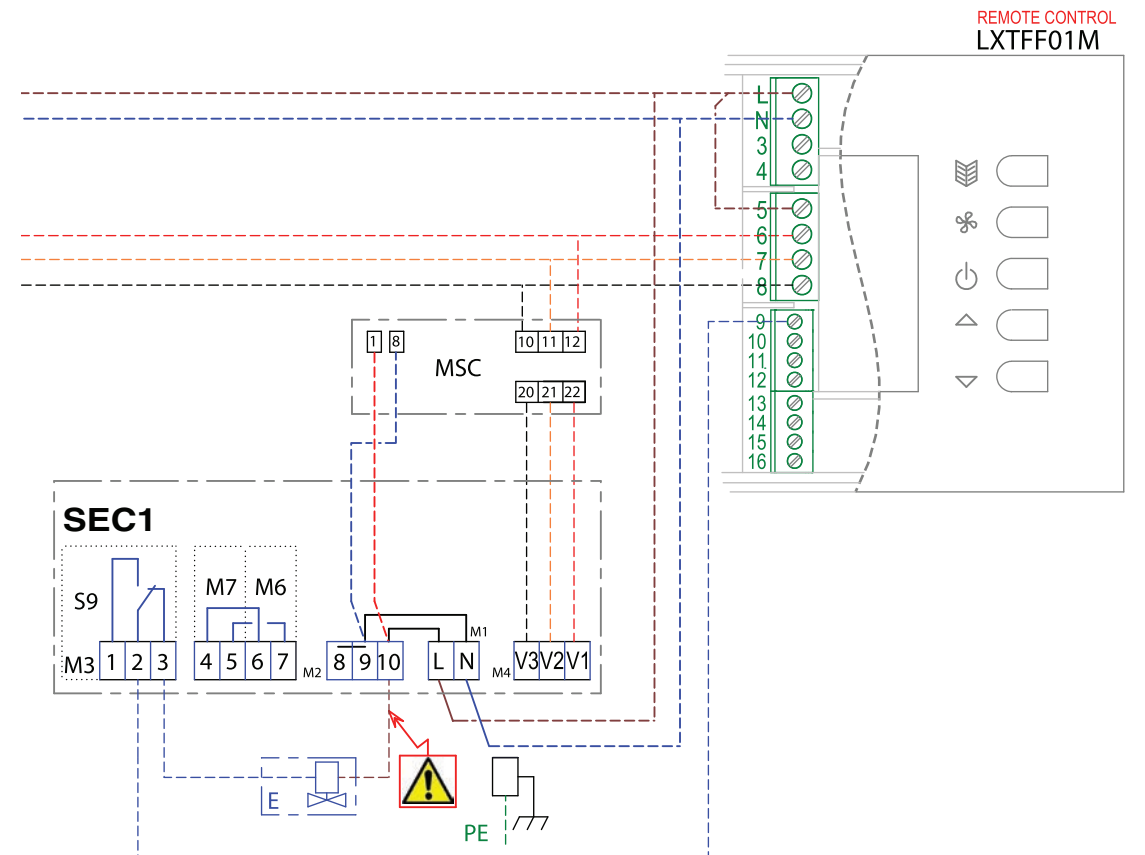 REMOTE CONTROL
LXTFF01M
L
N
3
4
5
6
7
8
9
10
11
12
13
14
15
16
1 8
MSC
10 11 12
20 21 22
SEC1
S9
M7 M6
M1
M3 1 2 3
4 5 6 7
M2 8 9 10
L N
M4 V3 V2 V1
E
PE